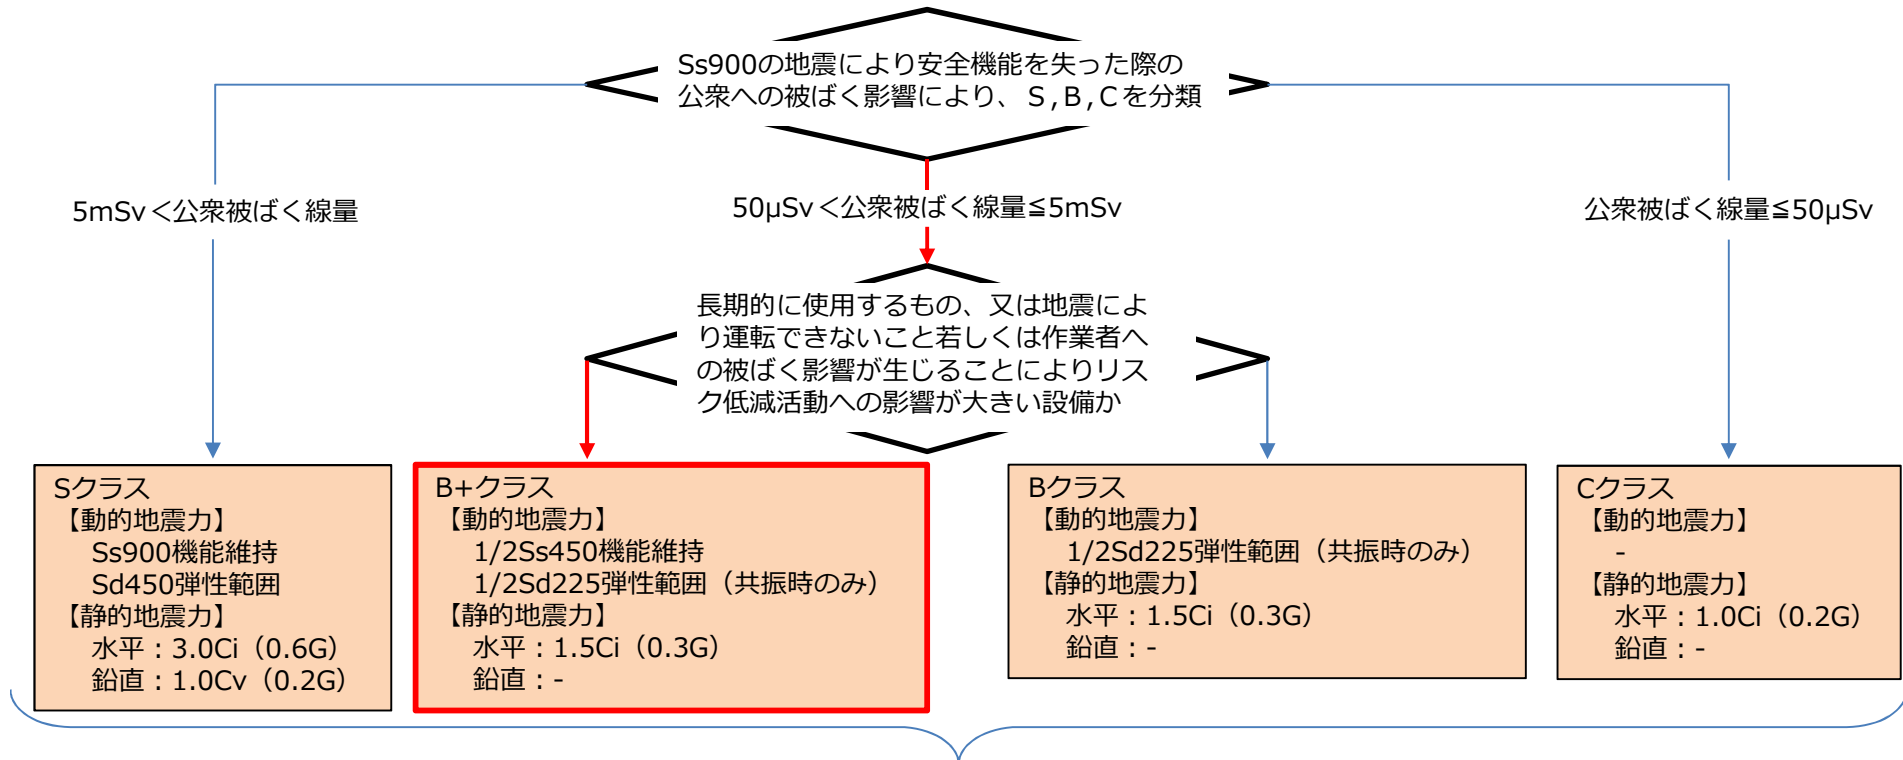 Ss900の地震により安全機能を失った際の
公衆への被ばく影響により、S,B,Cを分類
5mSv＜公衆被ばく線量
50μSv＜公衆被ばく線量≦5mSv
公衆被ばく線量≦50μSv
長期的に使用するもの、又は地震によ
り運転できないこと若しくは作業者へ
の被ばく影響が生じることによりリス
ク低減活動への影響が大きい設備か
Sクラス
【動的地震力】
Ss900機能維持
Sd450弾性範囲
【静的地震力】
水平：3.0Ci（0.6G）
鉛直：1.0Cv（0.2G）
B+クラス
【動的地震力】
1/2Ss450機能維持
1/2Sd225弾性範囲（共振時のみ）
【静的地震力】
水平：1.5Ci（0.3G）
鉛直：-
Bクラス
【動的地震力】
1/2Sd225弾性範囲（共振時のみ）
【静的地震力】
水平：1.5Ci（0.3G）
鉛直：-
Cクラス
【動的地震力】
-
【静的地震力】
水平：1.0Ci（0.2G）
鉛直：-